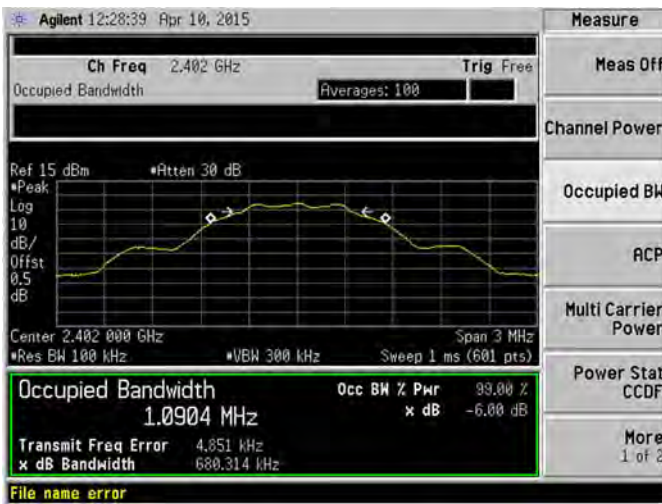 Agilent 12:28:39 Apr 10, 2015
Measure
Ch Freq 2.402 GHz Trig Free
Occupied Bandwidth Averages: 100
Meas Off
Channel Power
Occupied BW
ACP
Multi Carrier
Power
Power Stat
CCDF
More
1 of 2
Ref 15 dBm *Atten 30 dB
*Peak
Log
10
dB/
Offst
0.5
dB
Center 2.402 000 GHz Span 3 MHz
*Res BW 100 kHz *VBW 300 kHz Sweep 1 ms (601 pts)
Occupied Bandwidth Occ BW % Pwr 99.00 %
1.0904 MHz x dB -6.00 dB
Transmit Freq Error 4.851 kHz
x dB Bandwidth 680.314 kHz
File name error